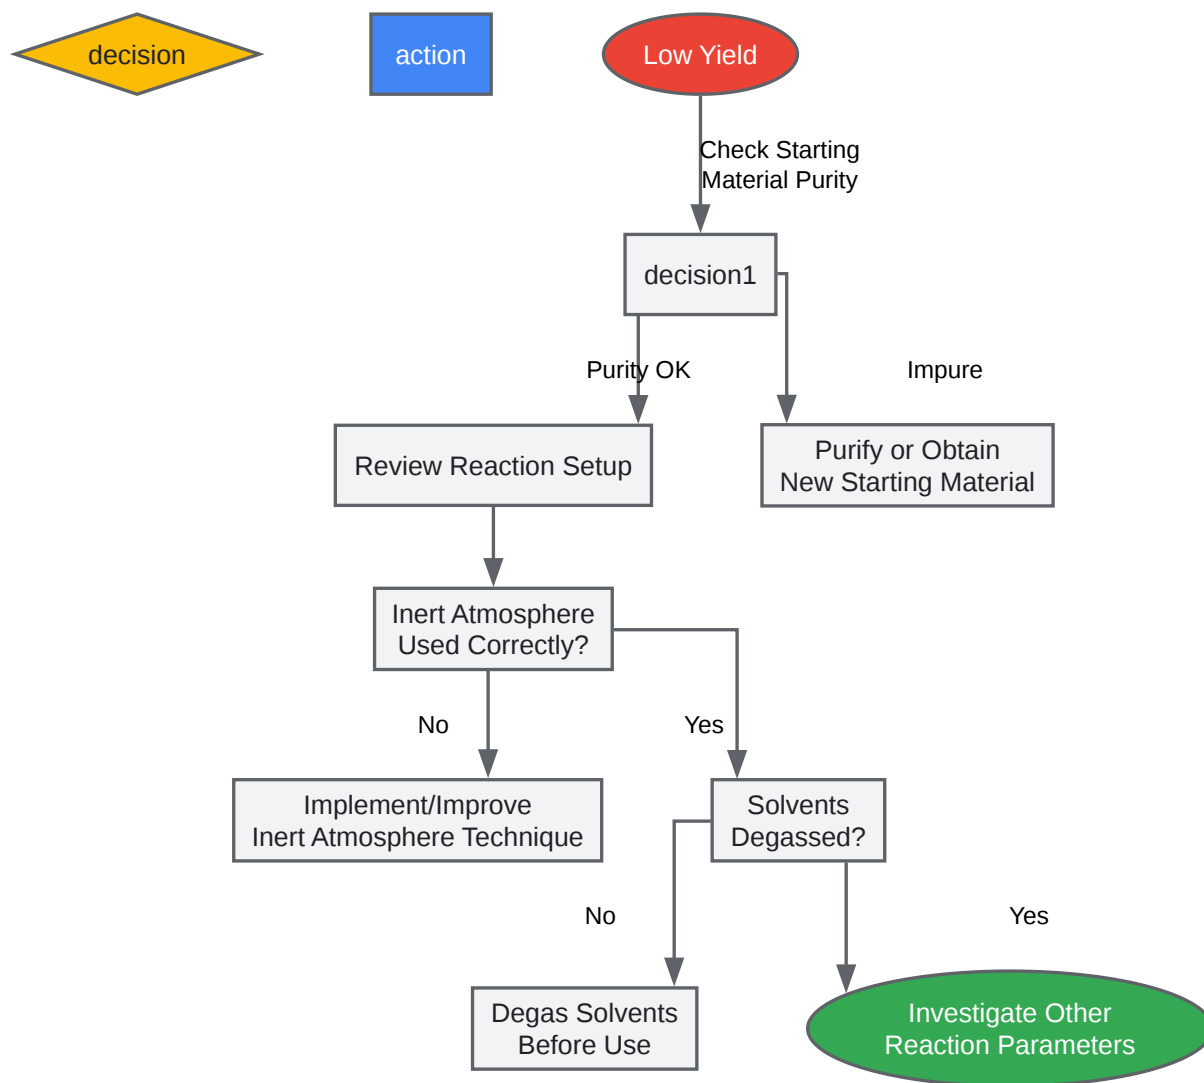 decision
action
Low Yield
Check Starting
Material Purity
decision1
Purity OK
Impure
Review Reaction Setup
Purify or Obtain
New Starting Material
Inert Atmosphere
Used Correctly?
No
Yes
Implement/Improve
Inert Atmosphere Technique
Solvents
Degassed?
No
Yes
Degas Solvents
Before Use
Investigate Other
Reaction Parameters